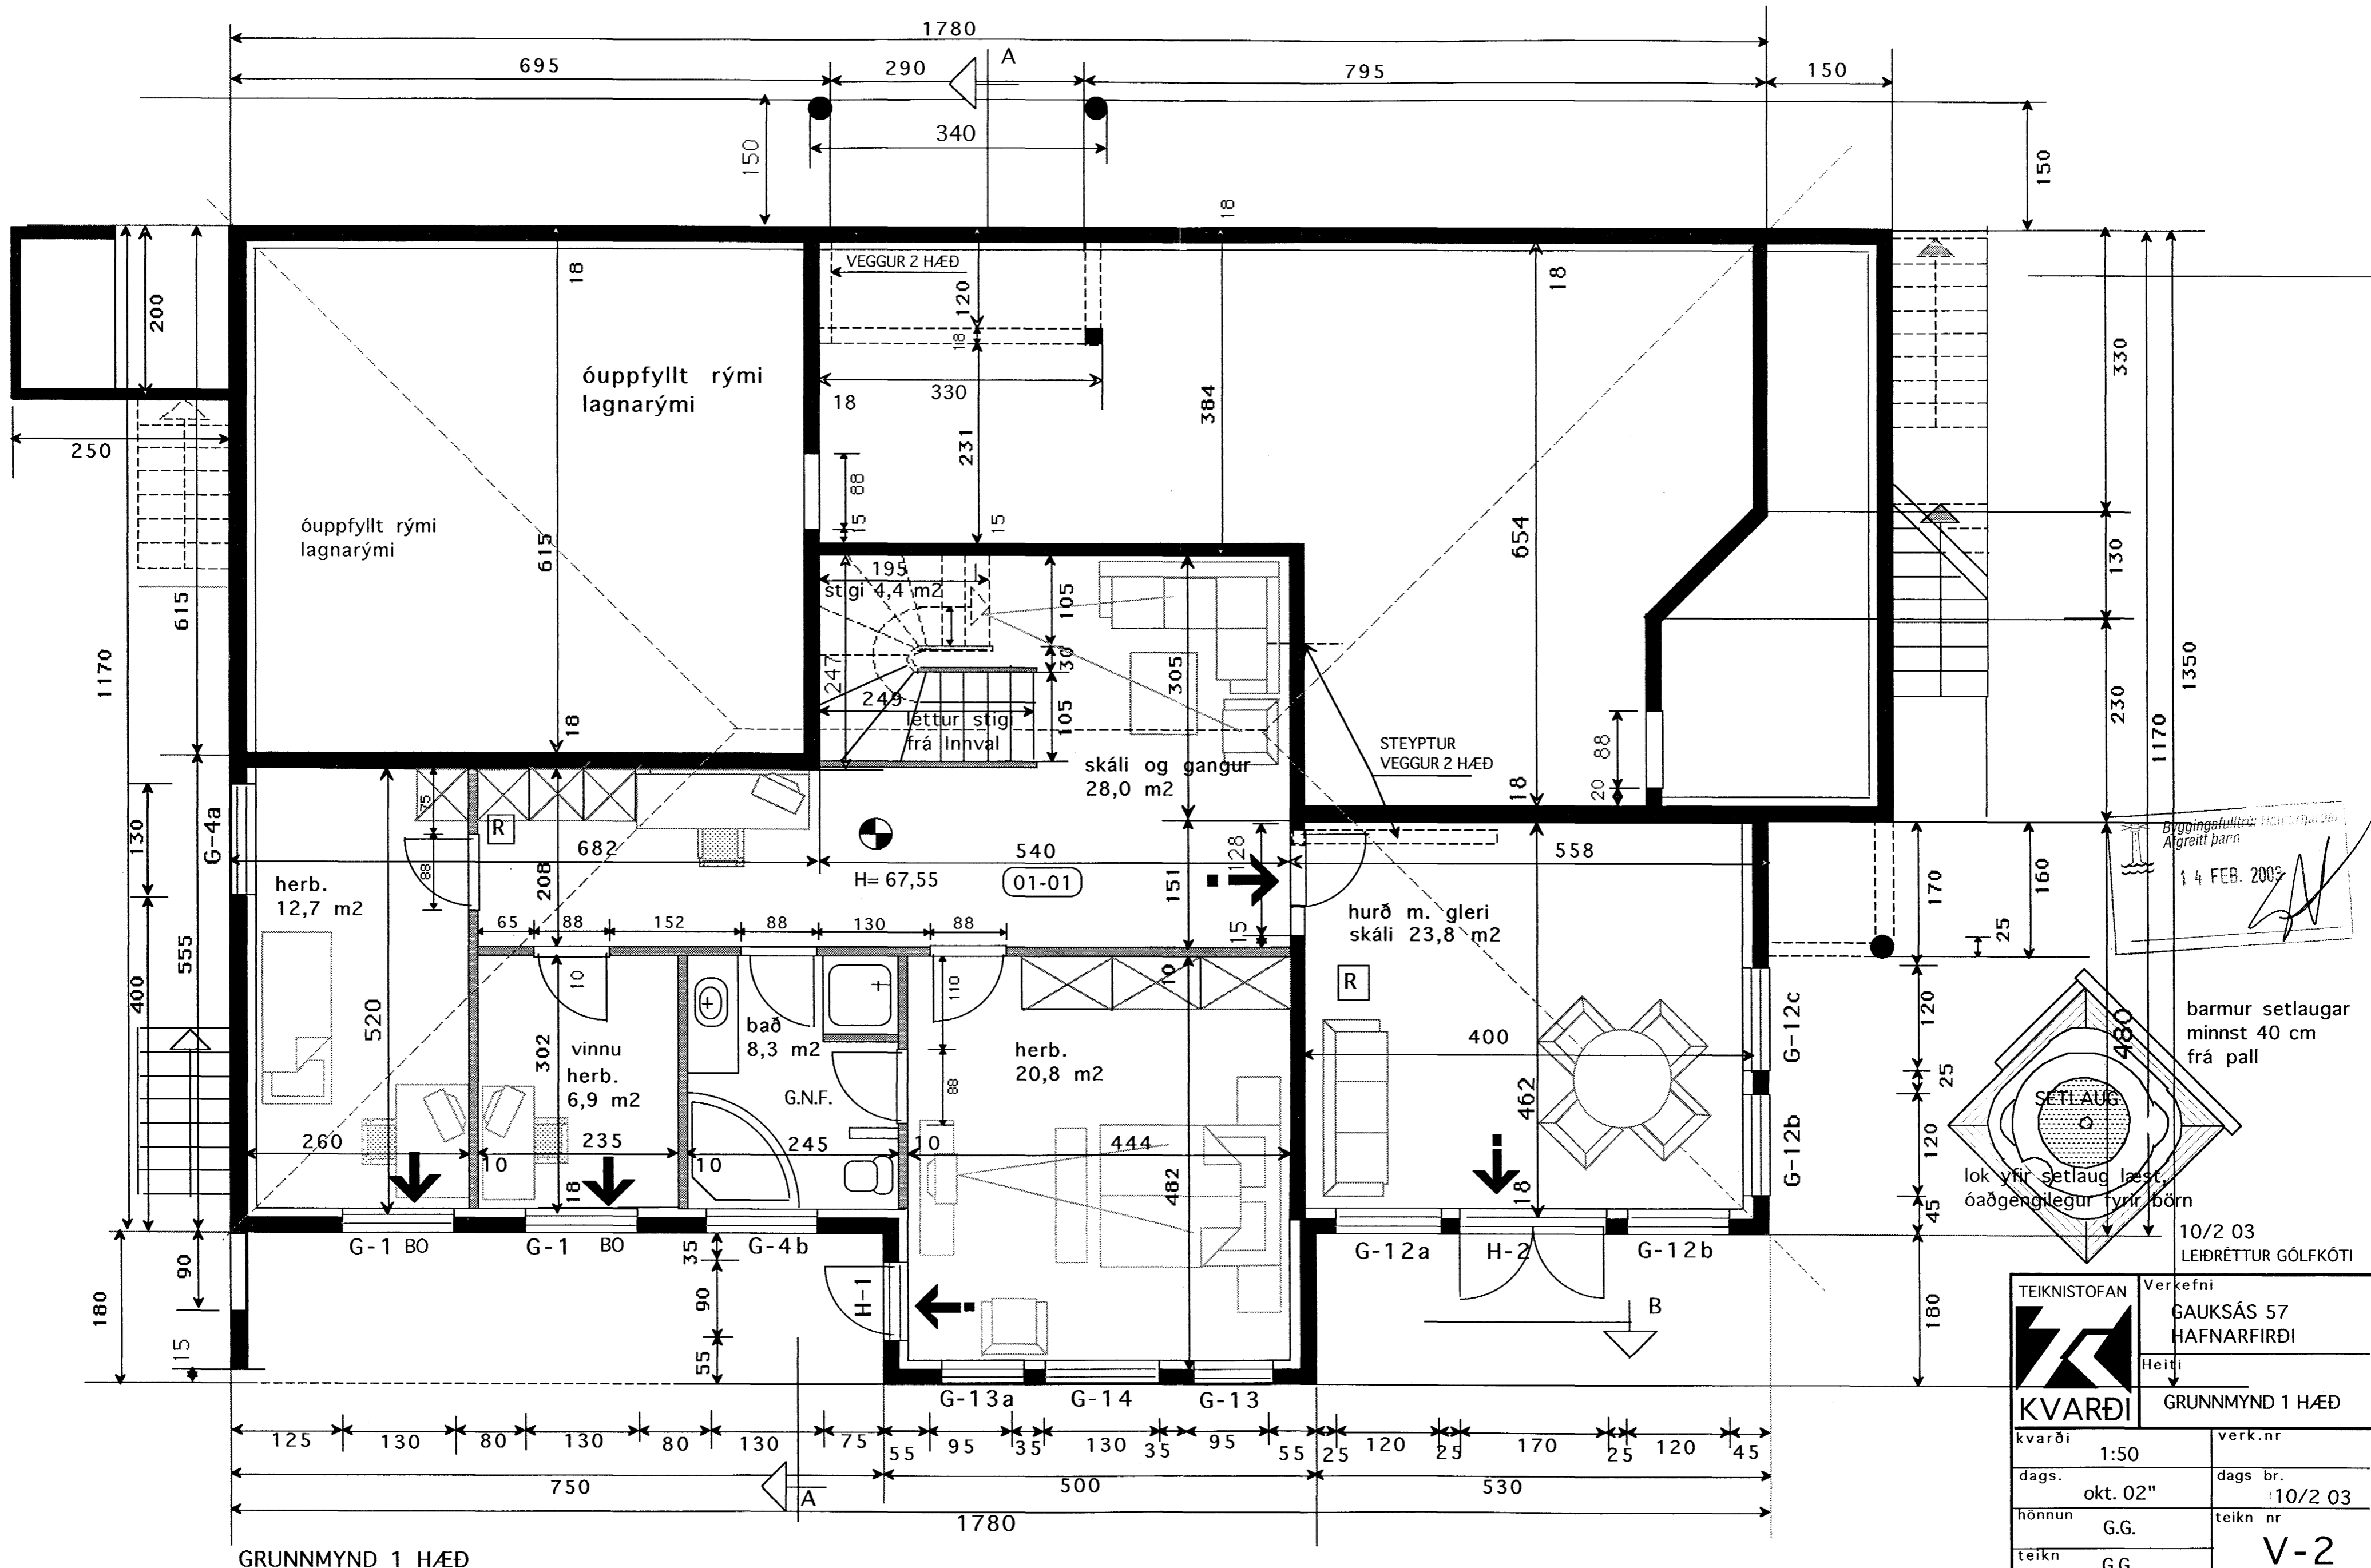 1780
695
290
A
795
150
340
150
150
18
VEGGUR 2 HÆÐ
18
120
18
200
18
330
18
384
330
óuppfyllt rými
lagnarými
250
231
88
15
15
óuppfyllt rými
lagnarými
615
615
654
130
195
stigi 4,4 m2
105
30
247
305
249
105
léttur stigi
frá Innval
1170
230
1350
1170
STEYPTUR
VEGGUR 2 HÆÐ
88
20
18
18
skáli og gangur
28,0 m2
G-4a
130
75
R
682
88
208
540
128
558
H= 67,55
01-01
151
15
herb.
12,7 m2
65
88
152
88
130
88
hurð m. gleri
skáli 23,8 m2
170
160
25
Byggingafulltrúi Hafnarfjarðar
Afgreitt þann
14 FEB. 2003
555
400
520
10
302
vinnu
herb.
6,9 m2
bað
8,3 m2
G.N.F.
110
88
10
herb.
20,8 m2
R
400
462
G-12c
120
25
G-12b
120
45
480
barmur setlaugar
minnst 40 cm
frá pall
SETLAUG
lok yfir setlaug læst,
óaðgengilegur fyrir börn
260
10
235
10
245
10
444
18
482
18
G-1 BO
G-1 BO
G-4b
G-12a
H-2
G-12b
10/2 03
LEIÐRÉTTUR GÓLFKÓTI
90
180
15
35
90
55
H-1
B
180
G-13a
G-14
G-13
125
130
80
130
80
130
75
55
95
35
130
35
95
55
25
120
25
170
25
120
45
750
A
500
530
1780
GRUNNMYND 1 HÆÐ
TEIKNISTOFAN
KVARÐI
Verkefni
GAUKSÁS 57
HAFNARFIRÐI
Heiti
GRUNNMYND 1 HÆÐ
kvarði
1:50
verk.nr
dags.
okt. 02"
dags br.
10/2 03
hönnun
G.G.
teikn nr
V-2
teikn
G.G.